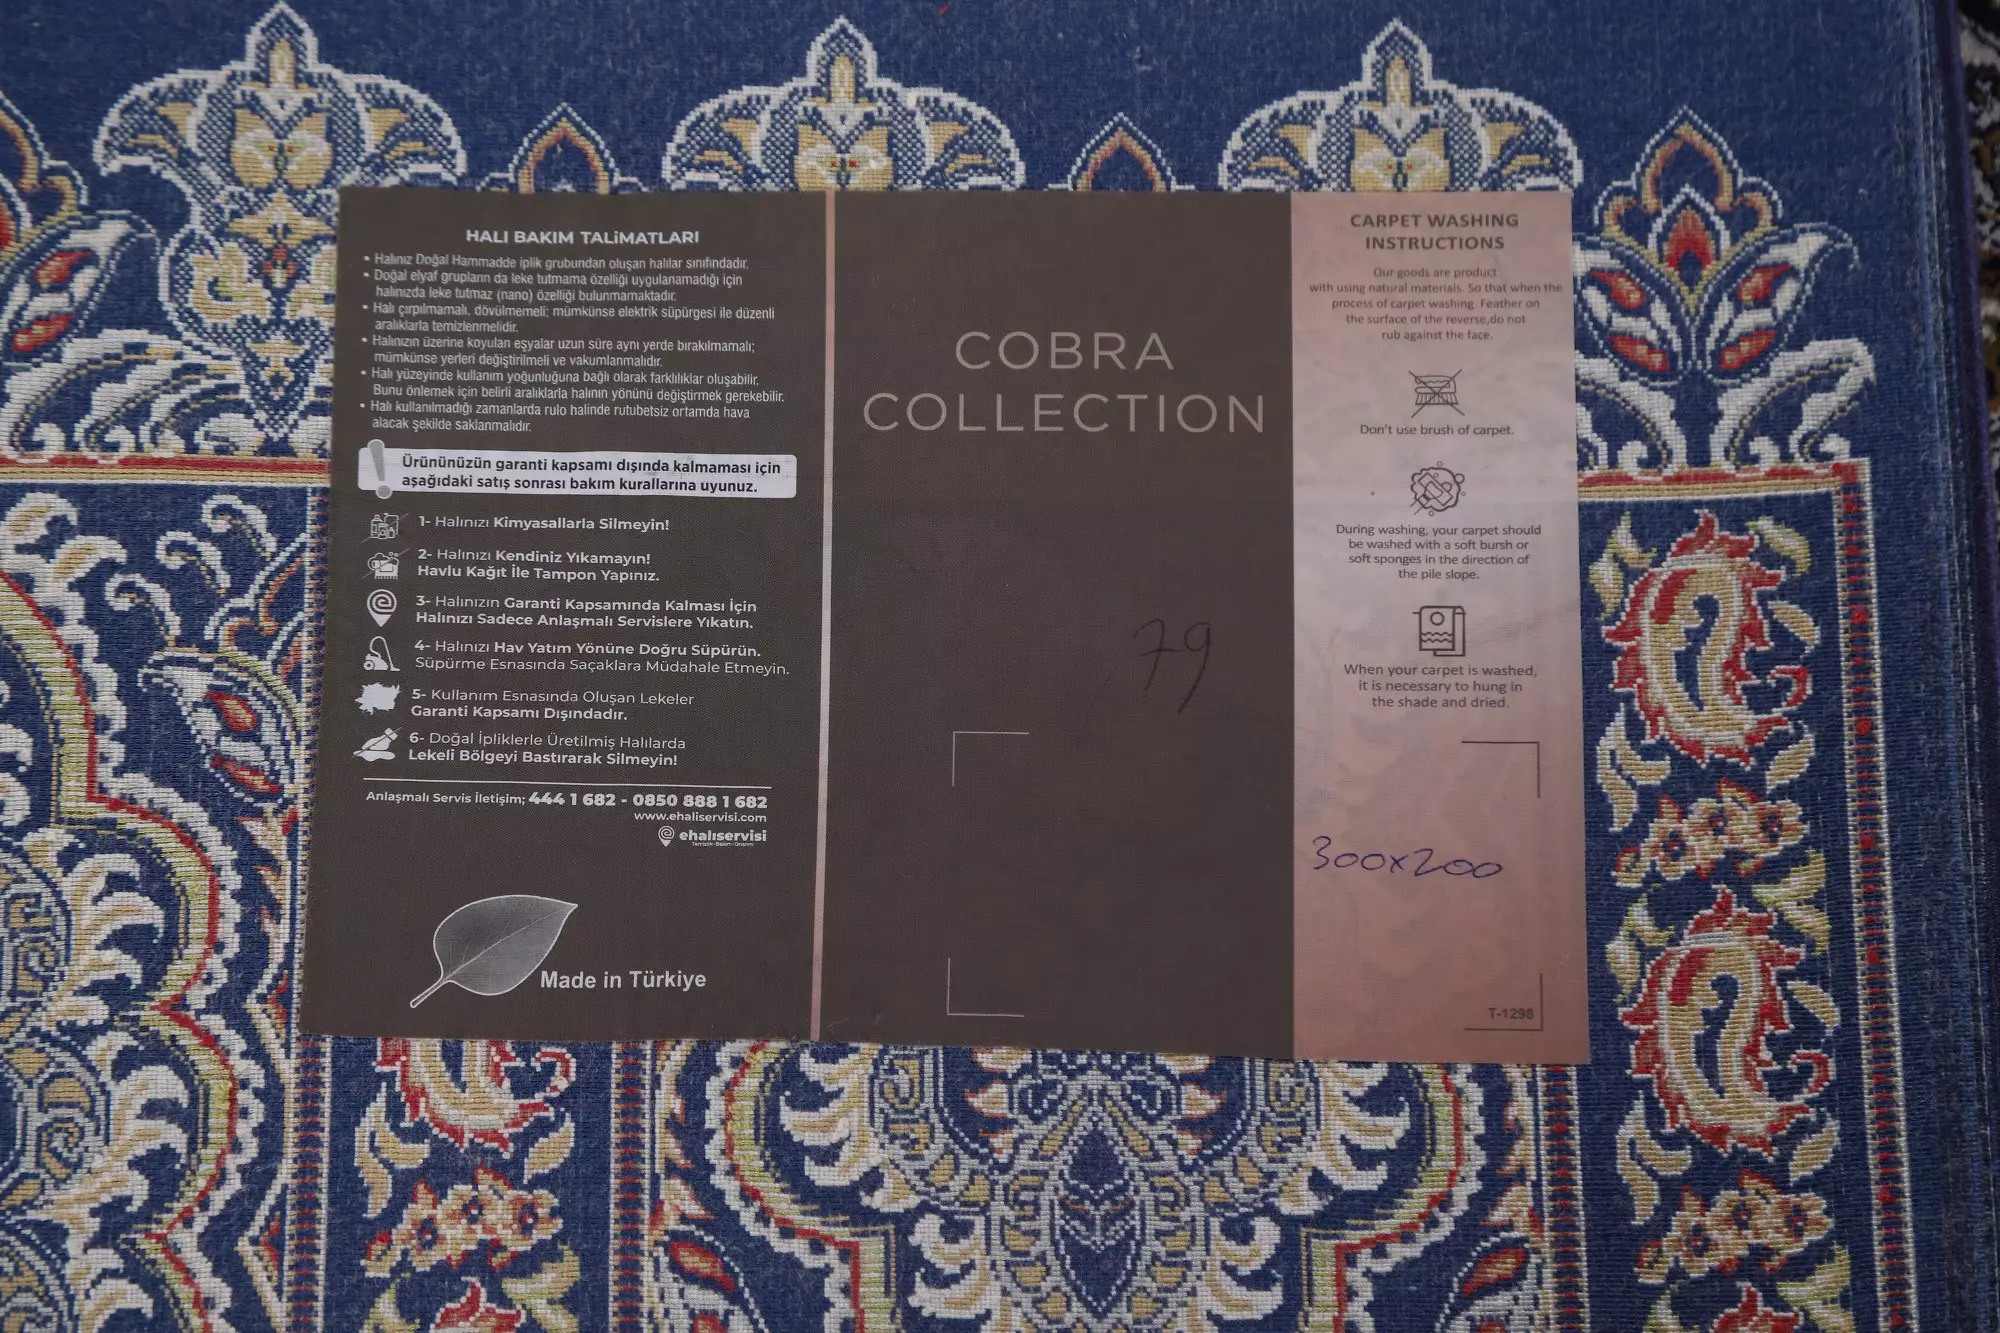 HALI BAKIM TALiMATLARI
• Halınız Doğal Hammadde iplik grubundan oluşan halılar sınıfındadır.
• Doğal elyaf grupların da leke tutmama özelliği uygulanamadığı için
halınızda leke tutmaz (nano) özelliği bulunmamaktadır.
• Halı çırpılmamalı, dövülmemeli; mümkünse elektrik süpürgesi ile düzenli
aralıklarla temizlenmelidir.
• Halınızın üzerine koyulan eşyalar uzun süre aynı yerde bırakılmamalı;
mümkünse yerleri değiştirilmeli ve vakumlanmalıdır.
• Halı yüzeyinde kullanım yoğunluğuna bağlı olarak farklılıklar oluşabilir.
Bunu önlemek için belirli aralıklarla halının yönünü değiştirmek gerekebilir.
• Halı kullanılmadığı zamanlarda rulo halinde rutubetsiz ortamda hava
alacak şekilde saklanmalıdır.
Ürününüzün garanti kapsamı dışında kalmaması için
aşağıdaki satış sonrası bakım kurallarına uyunuz.
1- Halınızı Kimyasallarla Silmeyin!
2- Halınızı Kendiniz Yıkamayın!
Havlu Kağıt İle Tampon Yapınız.
3- Halınızın Garanti Kapsamında Kalması İçin
Halınızı Sadece Anlaşmalı Servislere Yıkatın.
4- Halınızı Hav Yatım Yönüne Doğru Süpürün.
Süpürme Esnasında Saçaklara Müdahale Etmeyin.
5- Kullanım Esnasında Oluşan Lekeler
Garanti Kapsamı Dışındadır.
6- Doğal İpliklerle Üretilmiş Halılarda
Lekeli Bölgeyi Bastırarak Silmeyin!
Anlaşmalı Servis İletişim; 444 1 682 - 0850 888 1 682
www.ehaliservisi.com
ehalıservisi
Temizlik-Bakım-Onarım
Made in Türkiye
COBRA
COLLECTION
79
CARPET WASHING
INSTRUCTIONS
Our goods are product
with using natural materials. So that when the
process of carpet washing. Feather on
the surface of the reverse,do not
rub against the face.
Don't use brush of carpet.
During washing, your carpet should
be washed with a soft bursh or
soft sponges in the direction of
the pile slope.
When your carpet is washed,
it is necessary to hung in
the shade and dried.
300x200
T-1298